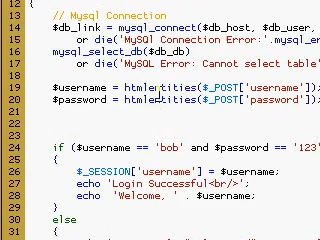 12 {
13 // Mysql Connection
14 $db_link = mysql_connect($db_host, $db_user,
15 or die('MySQl Connection Error:'.mysql_er
16 mysql_select_db($db_db)
17 or die('MySQL Error: Cannot select table'
18
19 $username = htmlentities($_POST['username']);
20 $password = htmlentities($_POST['password']);
21
22
23
24 if ($username == 'bob' and $password == '123'
25 {
26 $_SESSION['username'] = $username;
27 echo 'Login Successful<br/>';
28 echo 'Welcome, ' . $username;
29 }
30 else
31 {